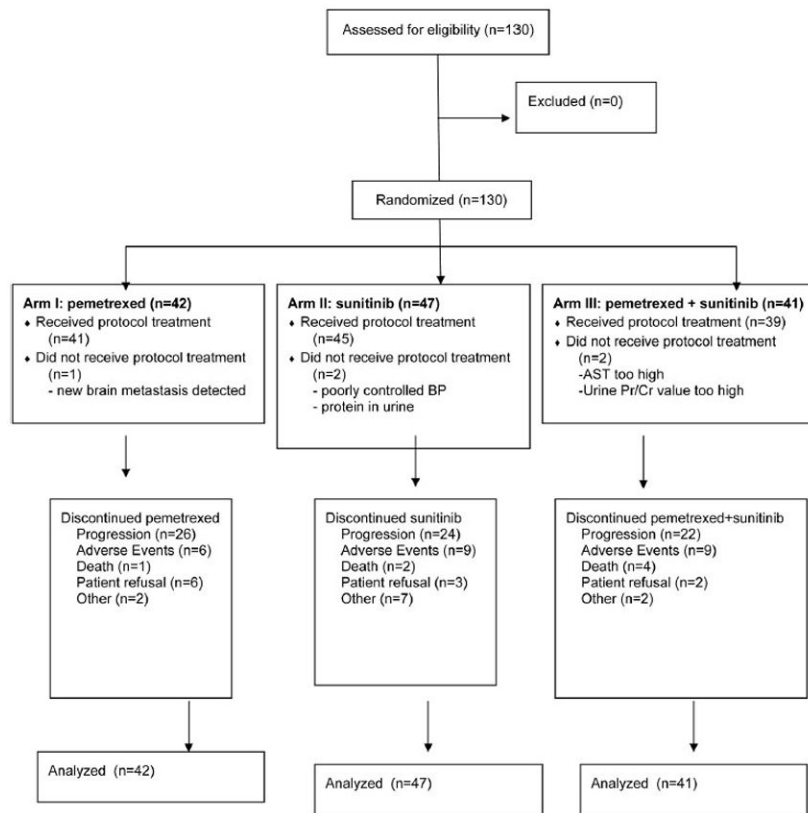 Assessed for eligibility (n=130)
Excluded (n=0)
Randomized (n=130)
Arm I: pemetrexed (n=42)
♦ Received protocol treatment
(n=41)
♦ Did not receive protocol treatment
(n=1)
- new brain metastasis detected
Arm II: sunitinib (n=47)
♦ Received protocol treatment
(n=45)
♦ Did not receive protocol treatment
(n=2)
- poorly controlled BP
- protein in urine
Arm III: pemetrexed + sunitinib (n=41)
♦ Received protocol treatment (n=39)
♦ Did not receive protocol treatment
(n=2)
-AST too high
-Urine Pr/Cr value too high
Discontinued pemetrexed
Progression (n=26)
Adverse Events (n=6)
Death (n=1)
Patient refusal (n=6)
Other (n=2)
Discontinued sunitinib
Progression (n=24)
Adverse Events (n=9)
Death (n=2)
Patient refusal (n=3)
Other (n=7)
Discontinued pemetrexed+sunitinib
Progression (n=22)
Adverse Events (n=9)
Death (n=4)
Patient refusal (n=2)
Other (n=2)
Analyzed (n=42)
Analyzed (n=47)
Analyzed (n=41)